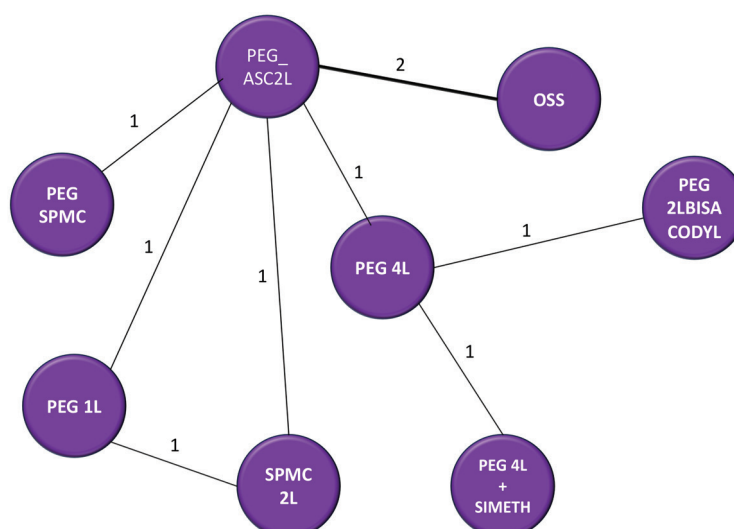 PEG_
ASC2L
2
OSS
1
PEG
SPMC
1
PEG
2LBISA
CODYL
1
1
1
PEG 4L
1
1
PEG 1L
1
SPMC
2L
PEG 4L
+
SIMETH